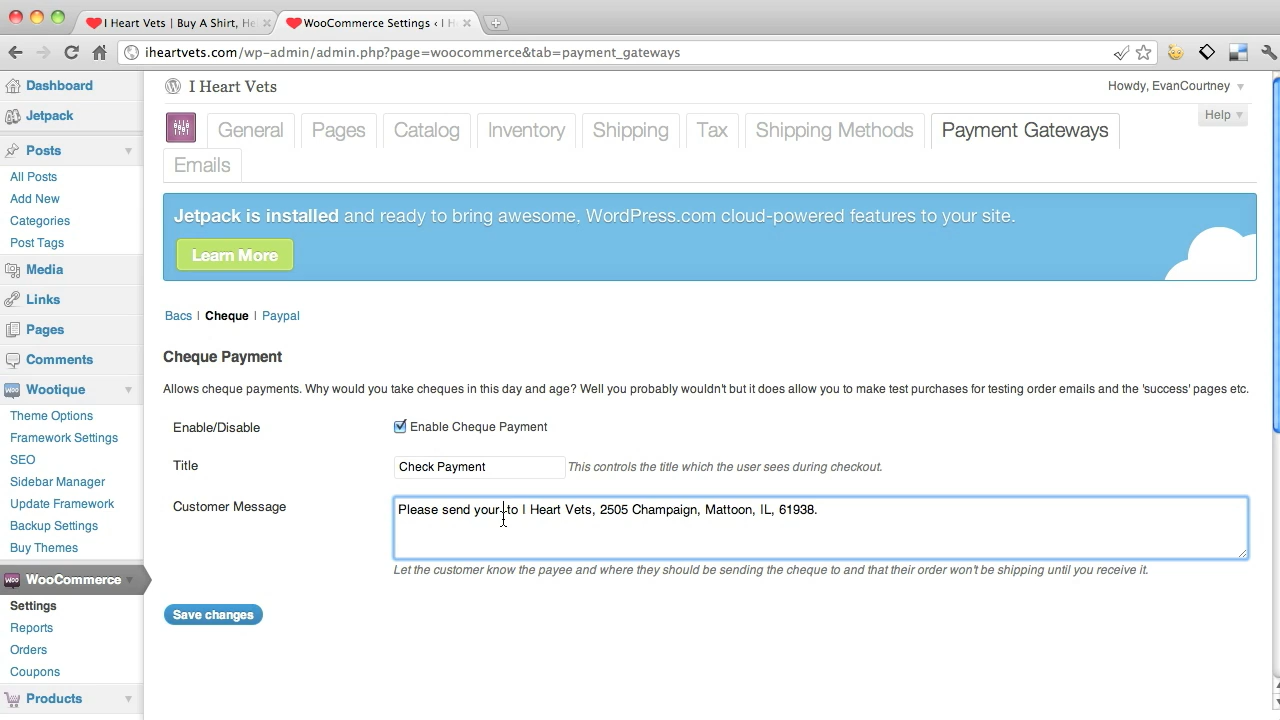 I Heart Vets | Buy A Shirt, He
WooCommerce Settings ‹ I H
iheartvets.com/wp-admin/admin.php?page=woocommerce&tab=payment_gateways
I Heart Vets
Howdy, EvanCourtney
Help
Dashboard
Jetpack
Posts
All Posts
Add New
Categories
Post Tags
Media
Links
Pages
Comments
Wootique
Theme Options
Framework Settings
SEO
Sidebar Manager
Update Framework
Backup Settings
Buy Themes
WooCommerce
Settings
Reports
Orders
Coupons
Products
General Pages Catalog Inventory Shipping Tax Shipping Methods Payment Gateways
Emails
Jetpack is installed and ready to bring awesome, WordPress.com cloud-powered features to your site.
Learn More
Bacs | Cheque | Paypal
Cheque Payment
Allows cheque payments. Why would you take cheques in this day and age? Well you probably wouldn't but it does allow you to make test purchases for testing order emails and the 'success' pages etc.
Enable/Disable Enable Cheque Payment
Title Check Payment This controls the title which the user sees during checkout.
Customer Message Please send your to I Heart Vets, 2505 Champaign, Mattoon, IL, 61938.
Let the customer know the payee and where they should be sending the cheque to and that their order won't be shipping until you receive it.
Save changes